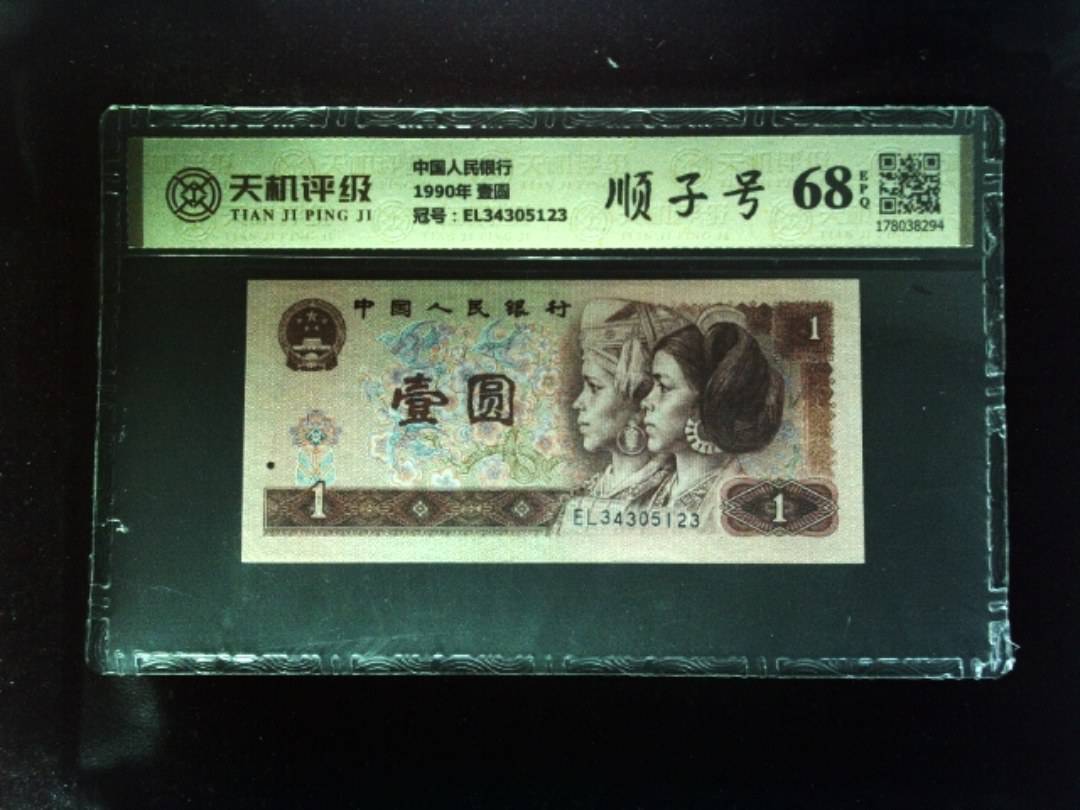 天机评级
TIAN JI PING JI
中国人民银行
1990年 壹圆
冠号：EL34305123
顺子号
68
EPQ
178038294
中国人民银行
1
壹圆
1
EL34305123
1